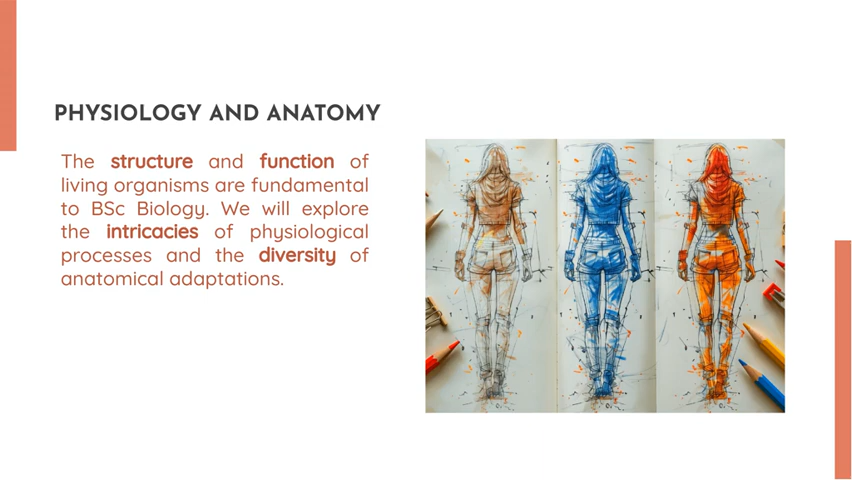 PHYSIOLOGY AND ANATOMY
The structure and function of
living organisms are fundamental
to BSc Biology. We will explore
the intricacies of physiological
processes and the diversity of
anatomical adaptations.